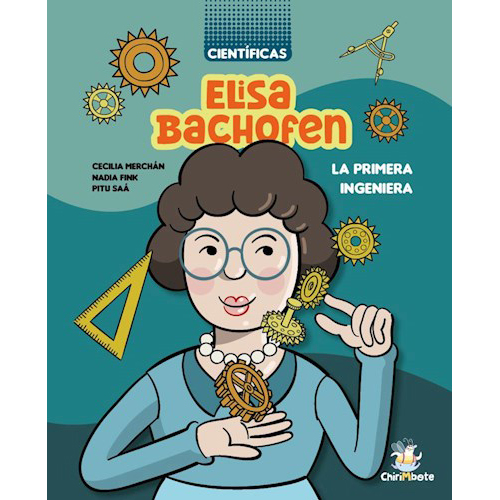 CIENTÍFICAS
ELiSA
BACHOFEN
CECILIA MERCHÁN
NADIA FINK
PITU SAÁ
LA PRIMERA
INGENIERA
ChiriMbote